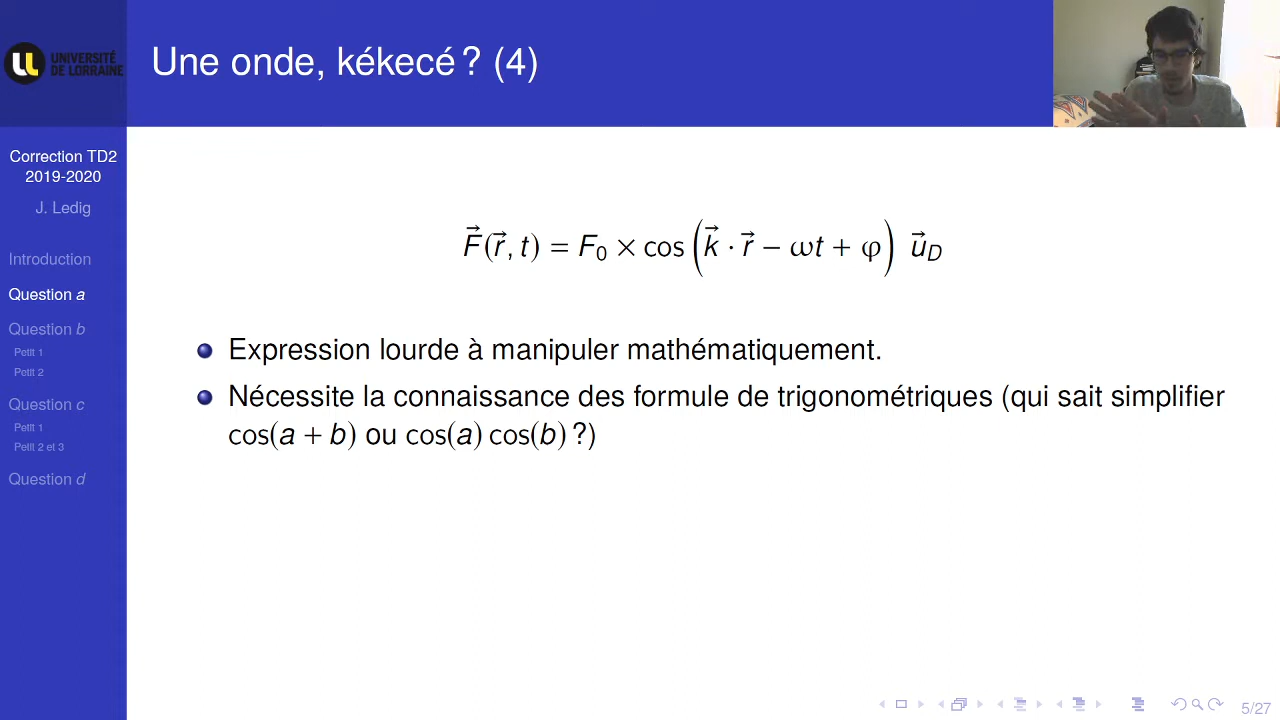 Une onde, kékecé ? (4)
UNIVERSITÉ
DE LORRAINE
Correction TD2
2019-2020
J. Ledig
Introduction
Question a
Question b
Petit 1
Petit 2
Question c
Petit 1
Petit 2 et 3
Question d
F⃗(r⃗, t) = F₀ × cos(k⃗ · r⃗ − ωt + φ) u⃗_D
Expression lourde à manipuler mathématiquement.
Nécessite la connaissance des formule de trigonométriques (qui sait simplifier
cos(a + b) ou cos(a) cos(b) ?)
5/27